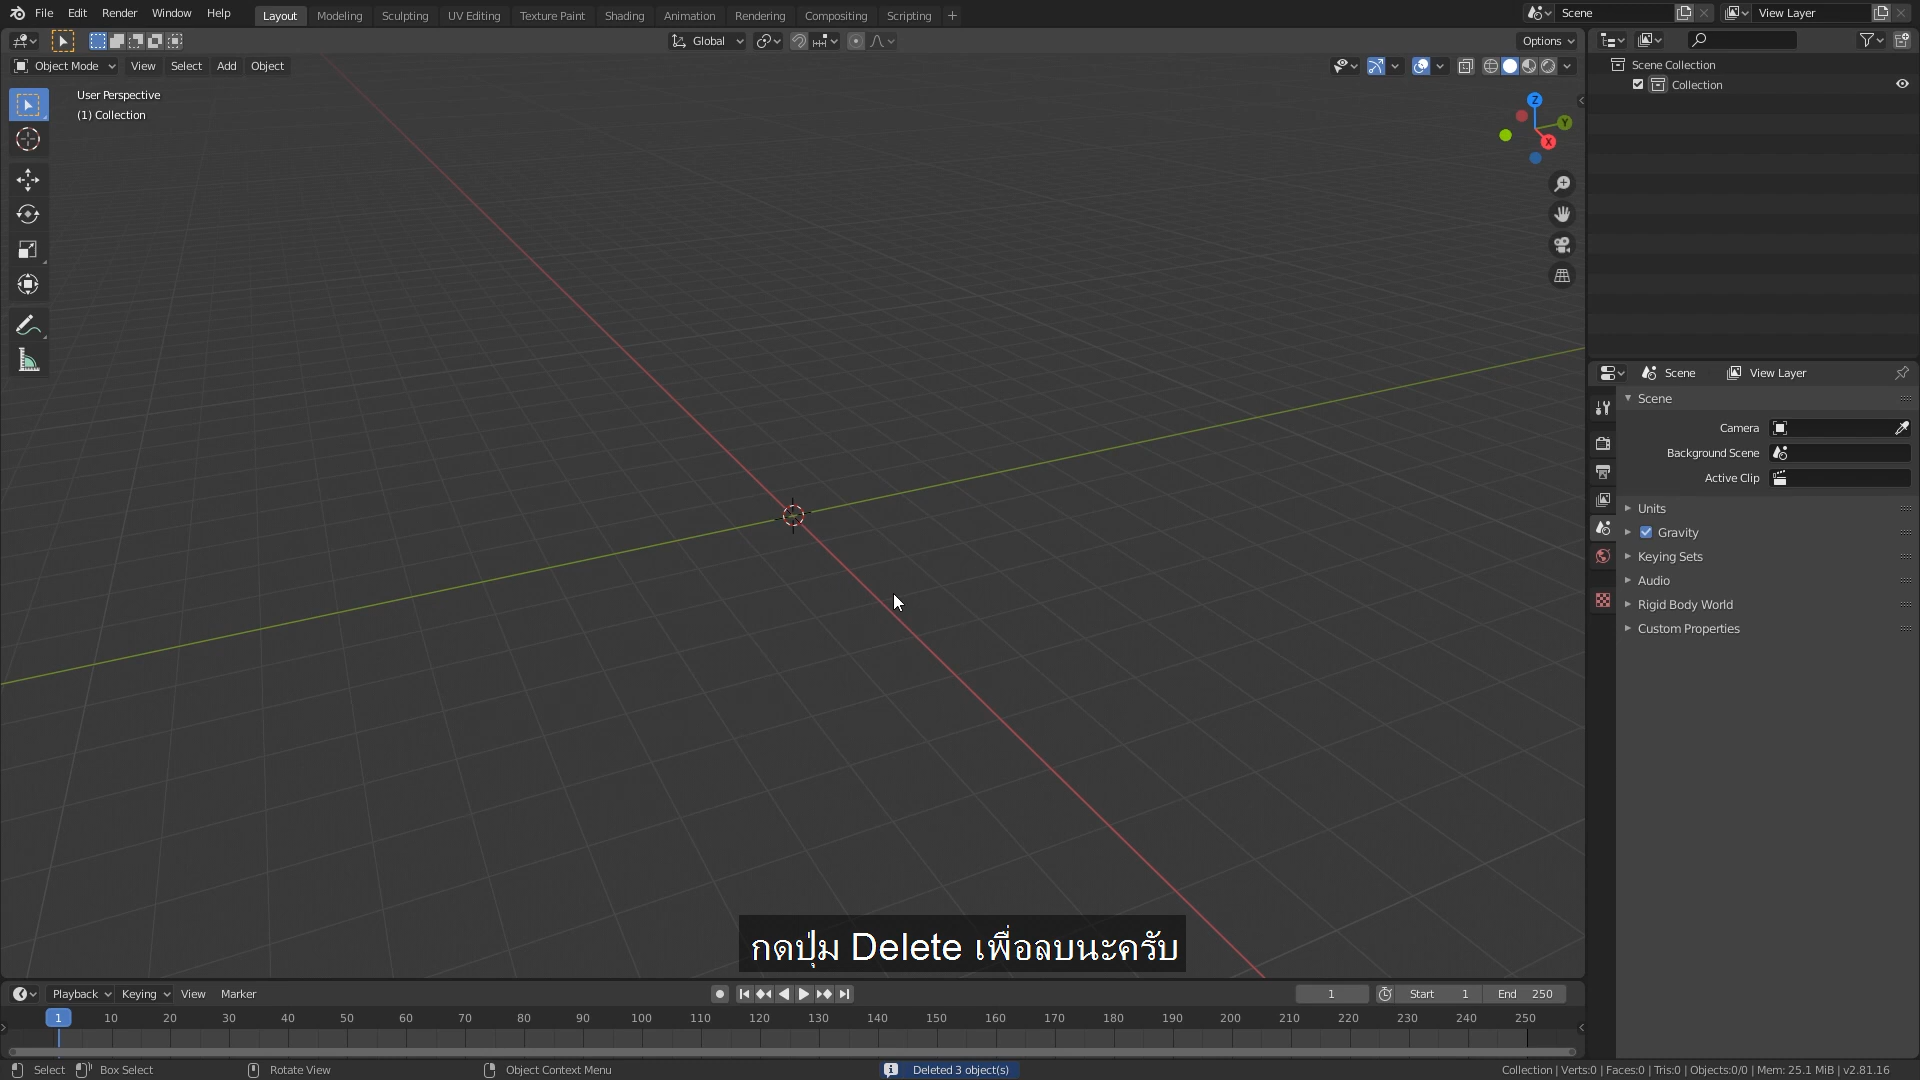 File Edit Render Window Help Layout Modeling Sculpting UV Editing Texture Paint Shading Animation Rendering Compositing Scripting + Scene View Layer
Global Options
Object Mode View Select Add Object
User Perspective
(1) Collection
Z
Y
X
Scene Collection
Collection
Scene View Layer
Scene
Camera
Background Scene
Active Clip
Units
Gravity
Keying Sets
Audio
Rigid Body World
Custom Properties
กดปุ่ม Delete เพื่อลบนะครับ
Playback Keying View Marker 1 Start 1 End 250
1 10 20 30 40 50 60 70 80 90 100 110 120 130 140 150 160 170 180 190 200 210 220 230 240 250
Select Box Select Rotate View Object Context Menu Deleted 3 object(s) Collection | Verts:0 | Faces:0 | Tris:0 | Objects:0/0 | Mem: 25.1 MiB | v2.81.16